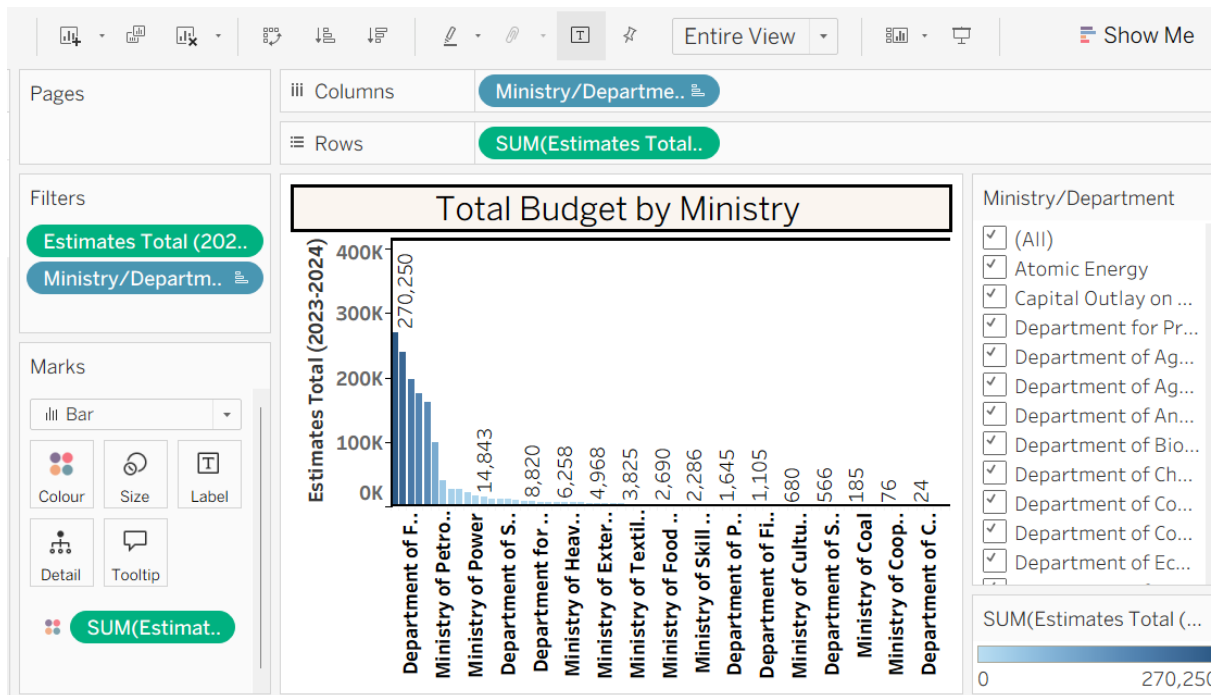 Entire View
Show Me
Pages
Columns
Ministry/Departme..
Rows
SUM(Estimates Total..
Filters
Estimates Total (202..
Ministry/Departm..
Marks
Bar
Colour
Size
Label
Detail
Tooltip
SUM(Estimat..
Total Budget by Ministry
Estimates Total (2023-2024)
400K
300K
200K
100K
0K
270,250
14,843
8,820
6,258
4,968
3,825
2,690
2,286
1,645
1,105
680
566
185
76
24
Department of F..
Ministry of Petro..
Ministry of Power
Department of S..
Department for ..
Ministry of Heav..
Ministry of Exter..
Ministry of Textil..
Ministry of Food ..
Ministry of Skill ..
Department of P..
Department of Fi..
Ministry of Cultu..
Department of S..
Ministry of Coal
Ministry of Coop..
Department of C..
Ministry/Department
(All)
Atomic Energy
Capital Outlay on ...
Department for Pr...
Department of Ag...
Department of Ag...
Department of An...
Department of Bio...
Department of Ch...
Department of Co...
Department of Co...
Department of Ec...
SUM(Estimates Total (...
0
270,250